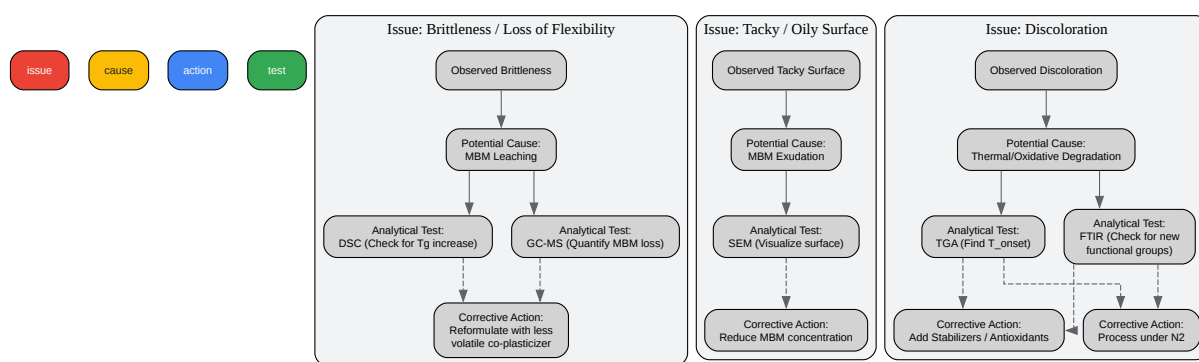 issue
cause
action
test
Issue: Brittleness / Loss of Flexibility
Observed Brittleness
Potential Cause:
MBM Leaching
Analytical Test:
DSC (Check for Tg increase)
Analytical Test:
GC-MS (Quantify MBM loss)
Corrective Action:
Reformulate with less
volatile co-plasticizer
Issue: Tacky / Oily Surface
Observed Tacky Surface
Potential Cause:
MBM Exudation
Analytical Test:
SEM (Visualize surface)
Corrective Action:
Reduce MBM concentration
Issue: Discoloration
Observed Discoloration
Potential Cause:
Thermal/Oxidative Degradation
Analytical Test:
TGA (Find T_onset)
Analytical Test:
FTIR (Check for new
functional groups)
Corrective Action:
Add Stabilizers / Antioxidants
Corrective Action:
Process under N2